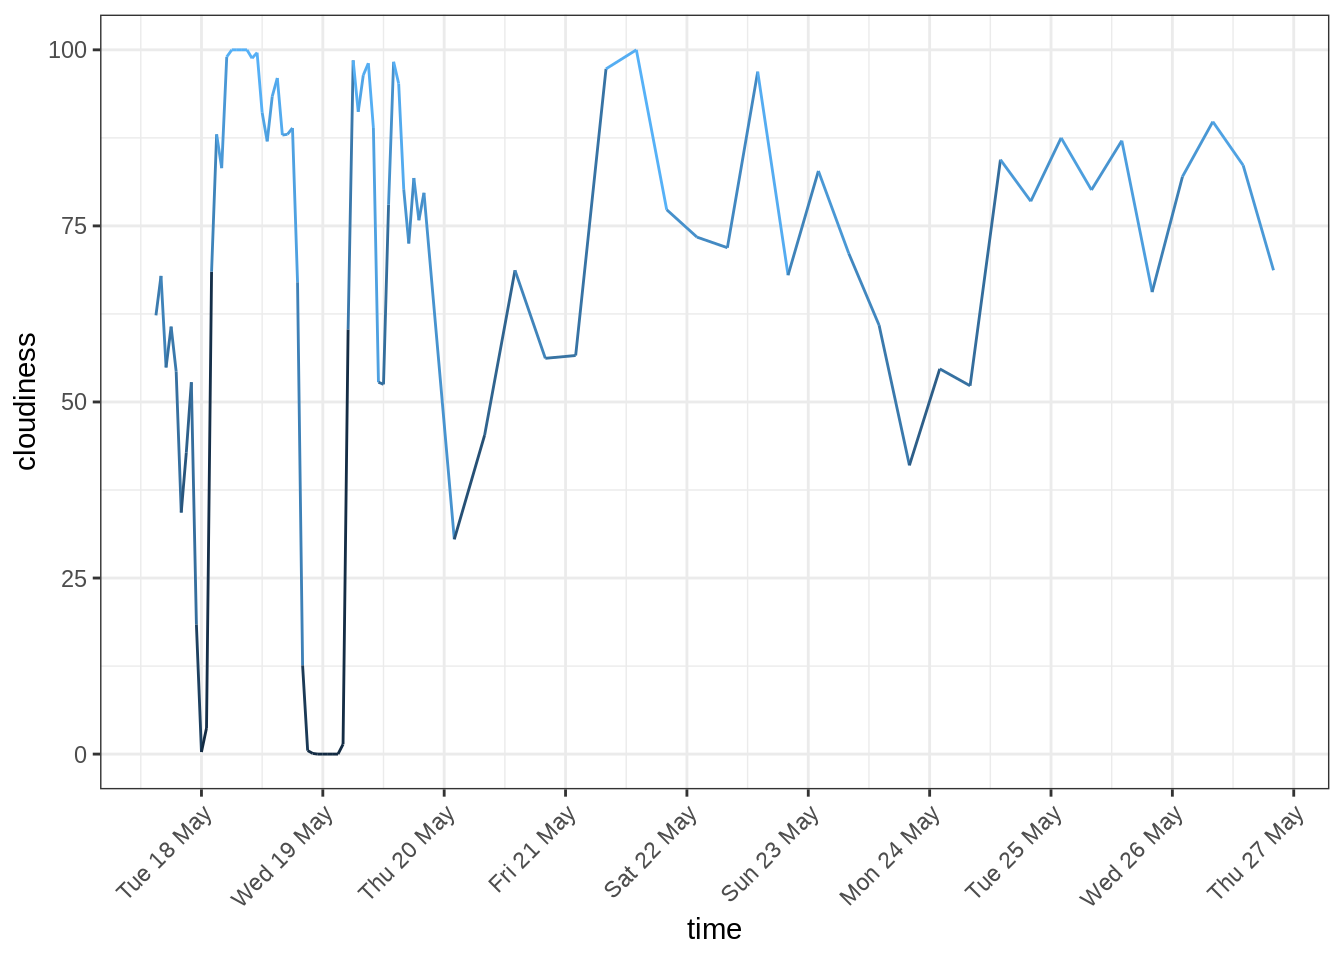 100
75
50
25
0
cloudiness
Tue 18 May
Wed 19 May
Thu 20 May
Fri 21 May
Sat 22 May
Sun 23 May
Mon 24 May
Tue 25 May
Wed 26 May
Thu 27 May
time